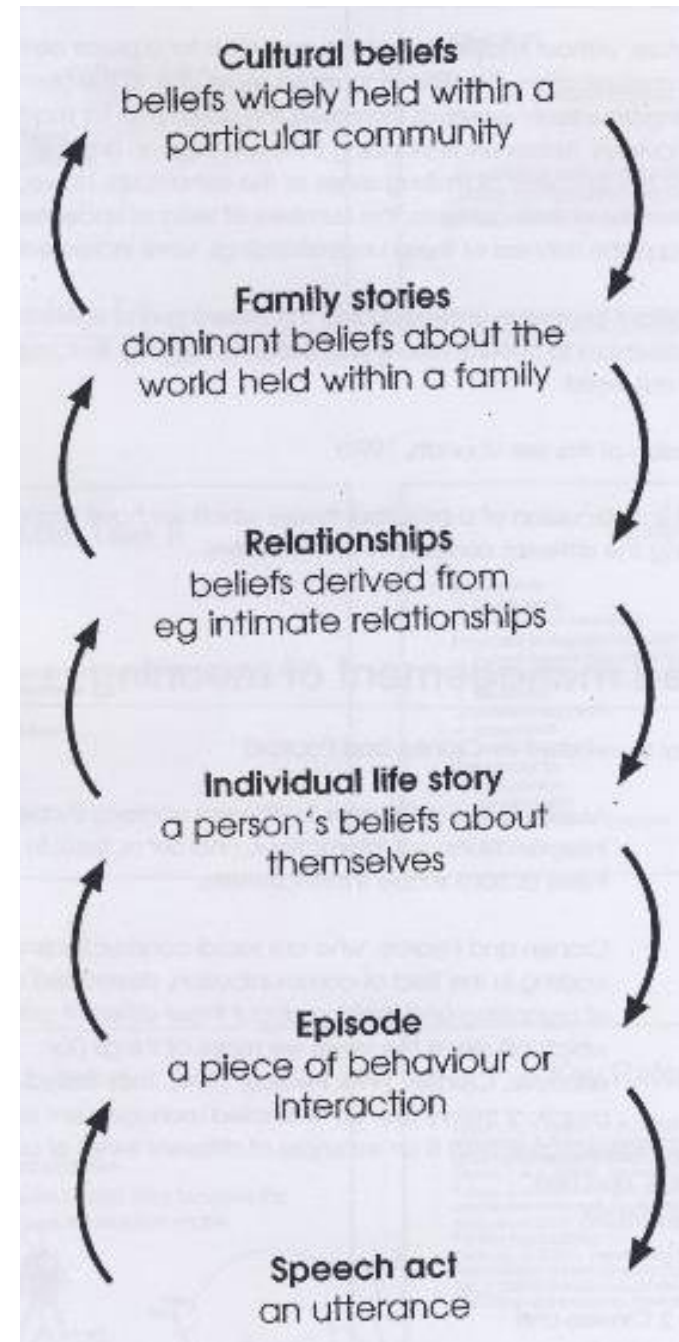 Cultural beliefs
beliefs widely held within a
particular community
Family stories
dominant beliefs about the
world held within a family
Relationships
beliefs derived from
eg intimate relationships
Individual life story
a person's beliefs about
themselves
Episode
a piece of behaviour or
Interaction
Speech act
an utterance